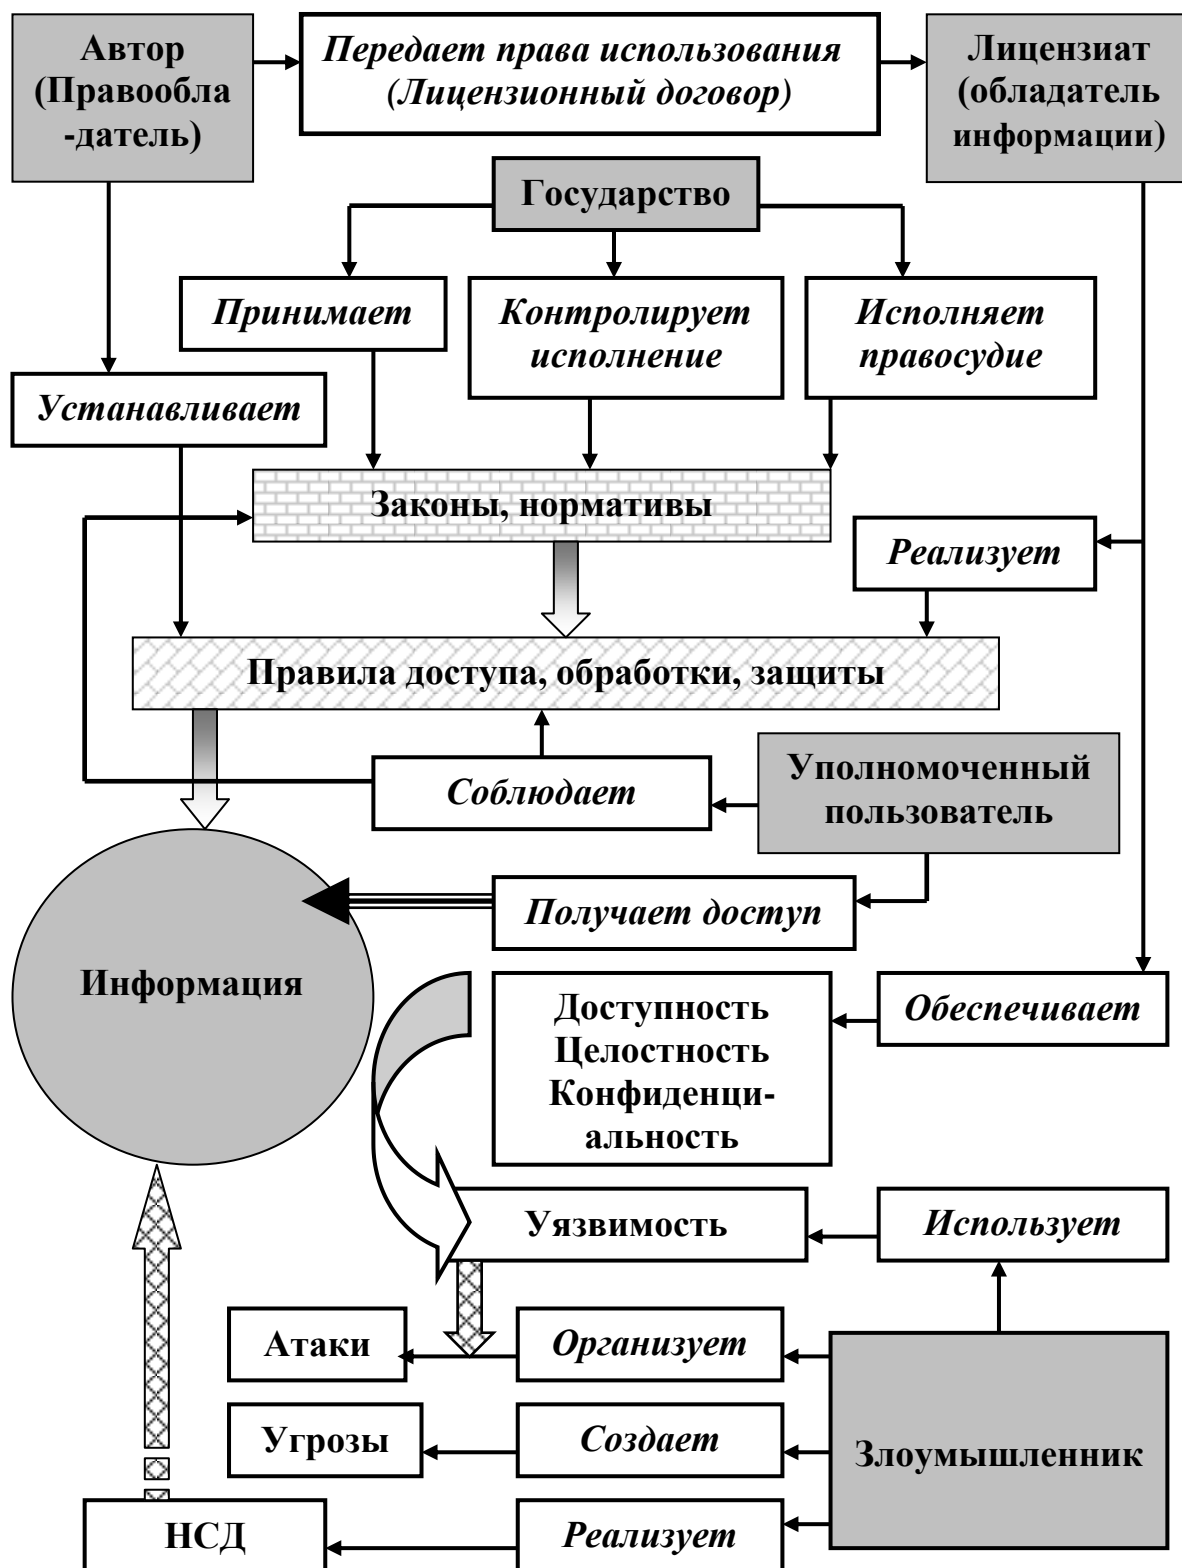 Автор
(Правообла
-датель)
Передает права использования
(Лицензионный договор)
Лицензиат
(обладатель
информации)
Государство
Принимает
Контролирует
исполнение
Исполняет
правосудие
Устанавливает
Законы, нормативы
Реализует
Правила доступа, обработки, защиты
Уполномоченный
пользователь
Соблюдает
Получает доступ
Информация
Доступность
Целостность
Конфиденци-
альность
Обеспечивает
Уязвимость
Использует
Атаки
Организует
Угрозы
Создает
Злоумышленник
НСД
Реализует